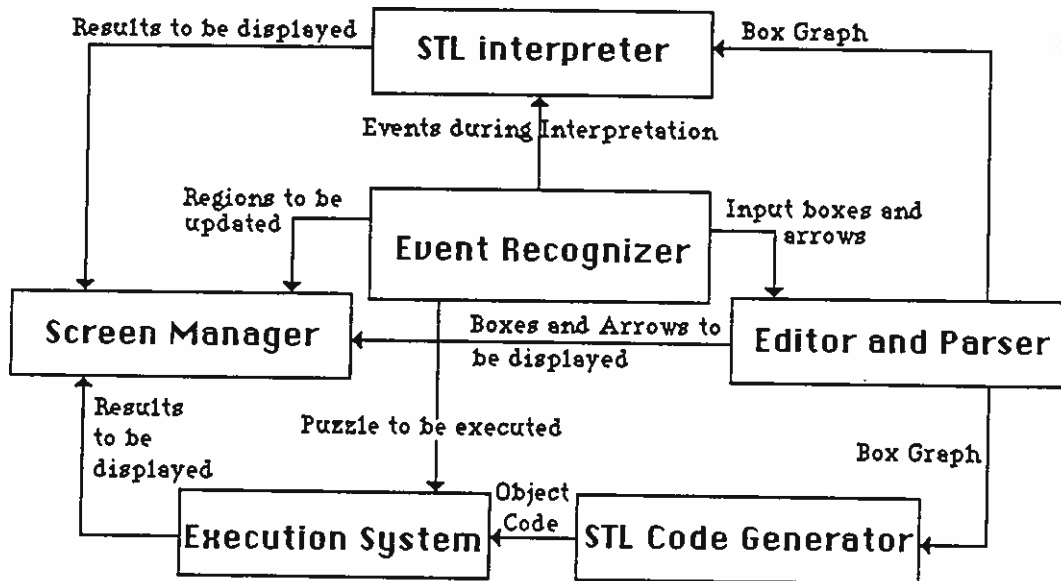 Results to be displayed
STL interpreter
Box Graph
Events during Interpretation
Regions to be
updated
Event Recognizer
Input boxes and
arrows
Screen Manager
Boxes and Arrows to
be displayed
Editor and Parser
Results
to be
displayed
Puzzle to be executed
Box Graph
Execution System
Object
Code
STL Code Generator